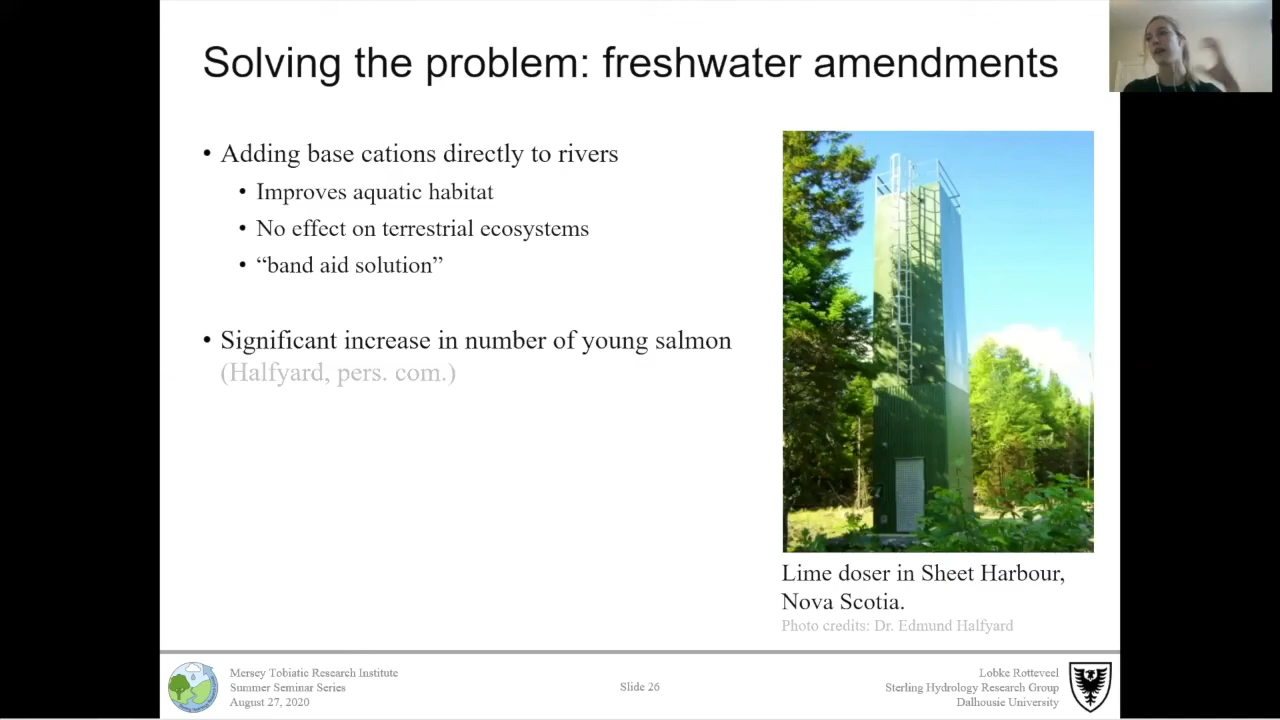 Solving the problem: freshwater amendments
• Adding base cations directly to rivers
• Improves aquatic habitat
• No effect on terrestrial ecosystems
• “band aid solution”
• Significant increase in number of young salmon
(Halfyard, pers. com.)
Lime doser in Sheet Harbour,
Nova Scotia.
Photo credits: Dr. Edmund Halfyard
Mersey Tobiatic Research Institute
Summer Seminar Series
August 27, 2020
Slide 26
Lobke Rotteveel
Sterling Hydrology Research Group
Dalhousie University